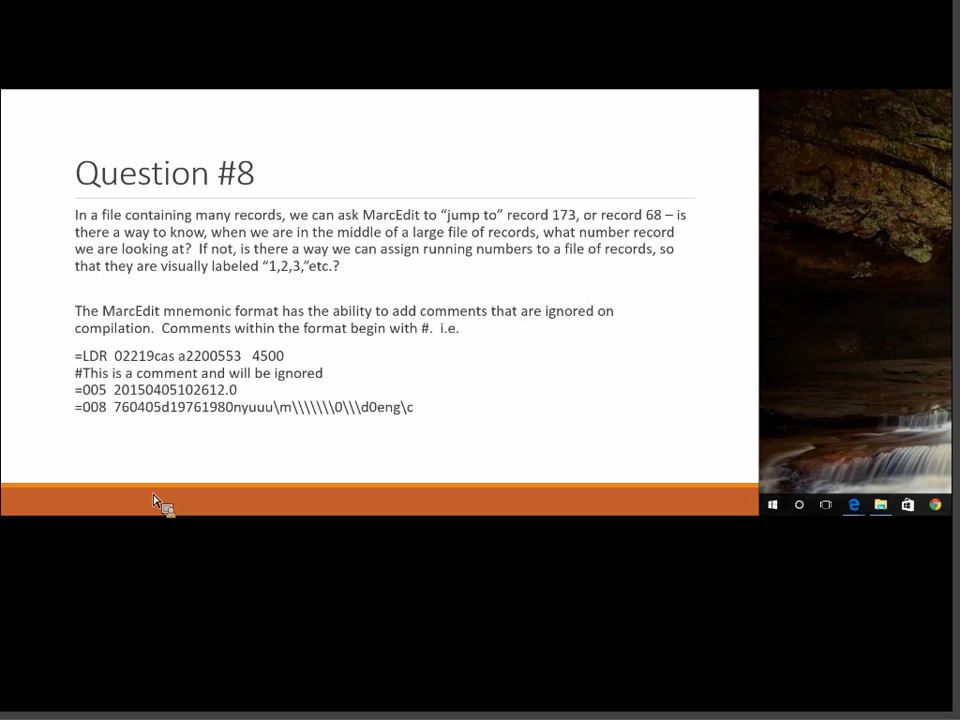 Question #8
In a file containing many records, we can ask MarcEdit to “jump to” record 173, or record 68 – is
there a way to know, when we are in the middle of a large file of records, what number record
we are looking at?  If not, is there a way we can assign running numbers to a file of records, so
that they are visually labeled “1,2,3,”etc.?
The MarcEdit mnemonic format has the ability to add comments that are ignored on
compilation.  Comments within the format begin with #.  i.e.
=LDR  02219cas a2200553   4500
#This is a comment and will be ignored
=005  20150405102612.0
=008  760405d19761980nyuuu\m\\\\\\\0\\\d0eng\c